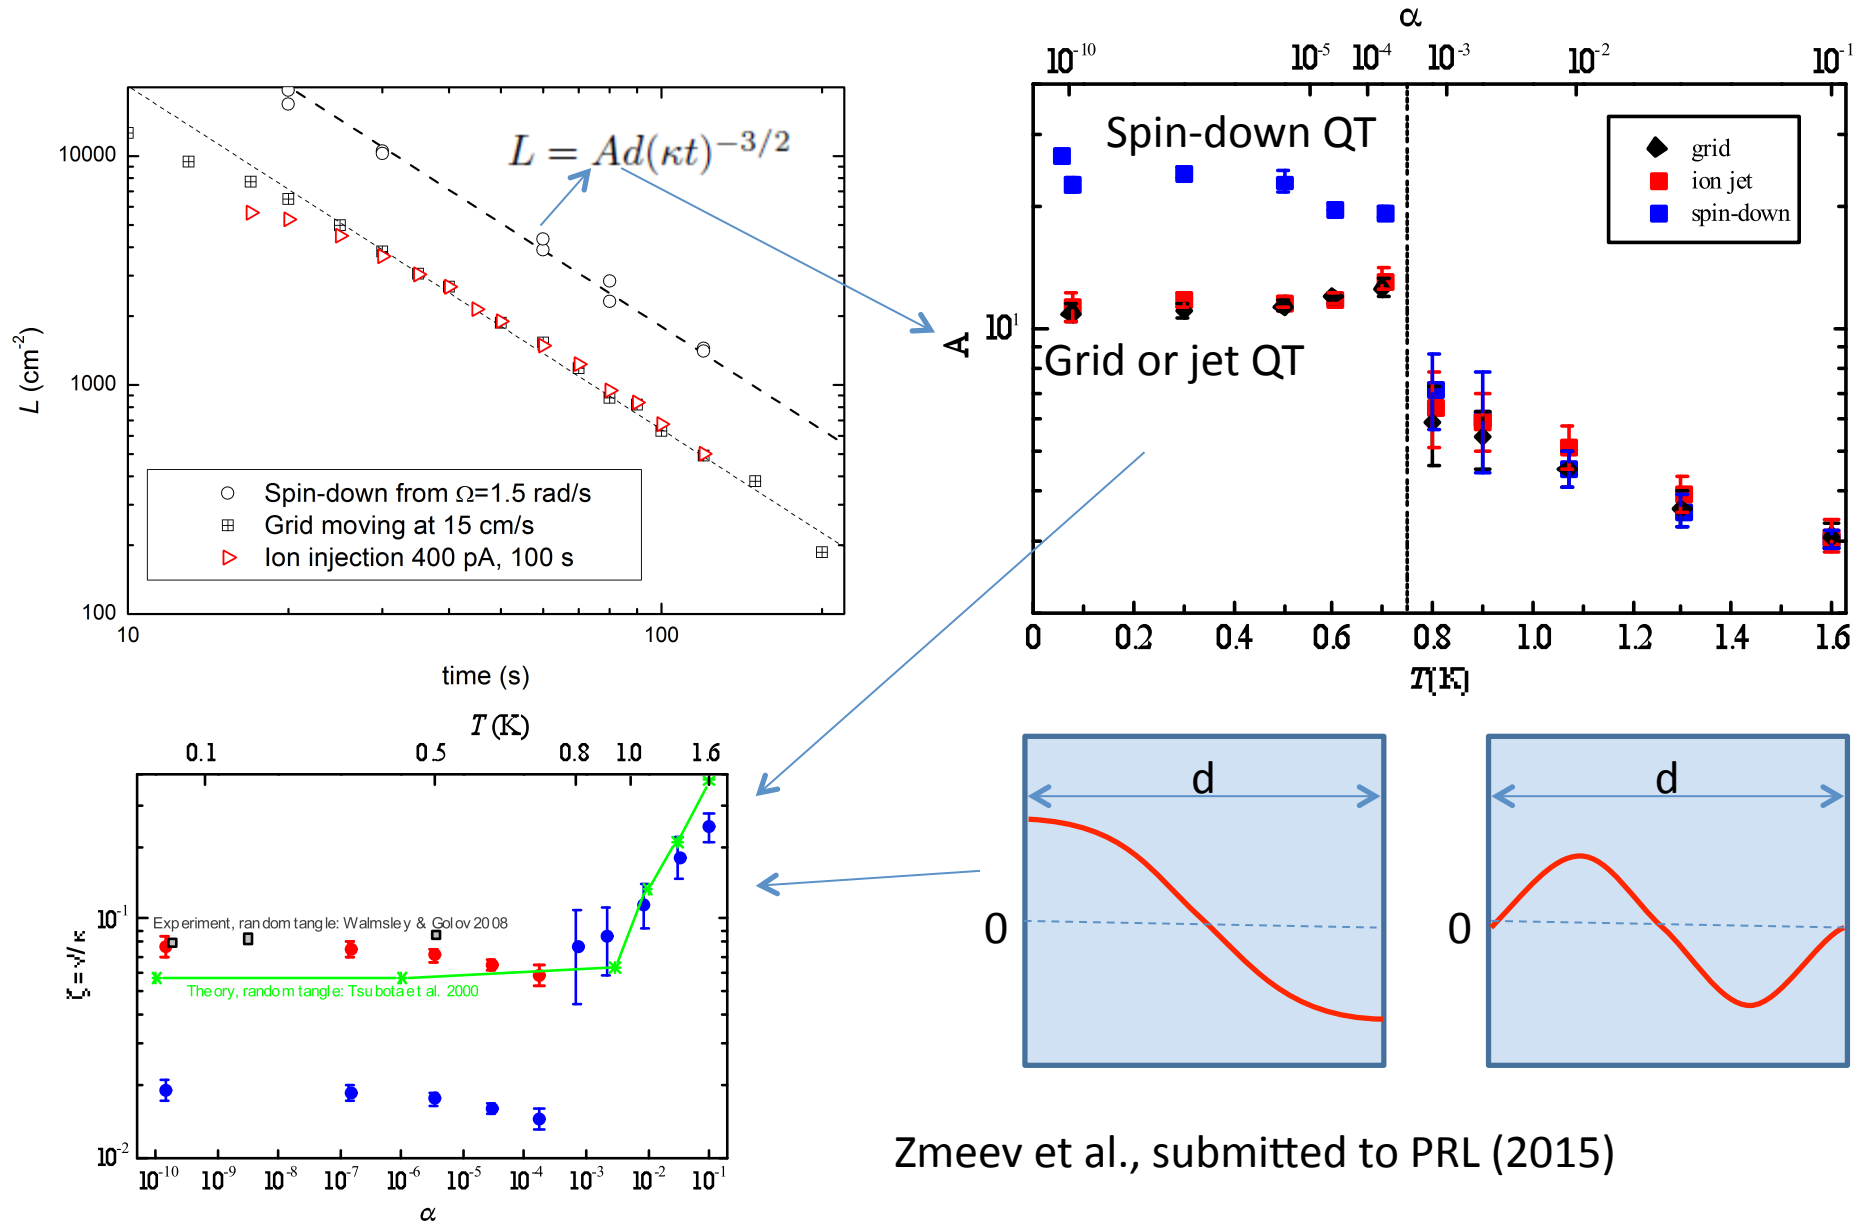 10000
1000
100
L (cm⁻²)
10
100
time (s)
L = Ad(κt)^{-3/2}
Spin-down from Ω=1.5 rad/s
Grid moving at 15 cm/s
Ion injection 400 pA, 100 s
α
10⁻¹⁰ 10⁻⁵ 10⁻⁴ 10⁻³ 10⁻² 10⁻¹
Spin-down QT
grid
ion jet
spin-down
A
10¹
Grid or jet QT
0 0.2 0.4 0.6 0.8 1.0 1.2 1.4 1.6
T[K]
T (K)
0.1 0.5 0.8 1.0 1.6
10⁻¹
10⁻²
Experiment, random tangle: Walmsley & Golov 2008
Theory, random tangle: Tsubota et al. 2000
10⁻¹⁰ 10⁻⁹ 10⁻⁸ 10⁻⁷ 10⁻⁶ 10⁻⁵ 10⁻⁴ 10⁻³ 10⁻² 10⁻¹
α
d
0
d
0
Zmeev et al., submitted to PRL (2015)